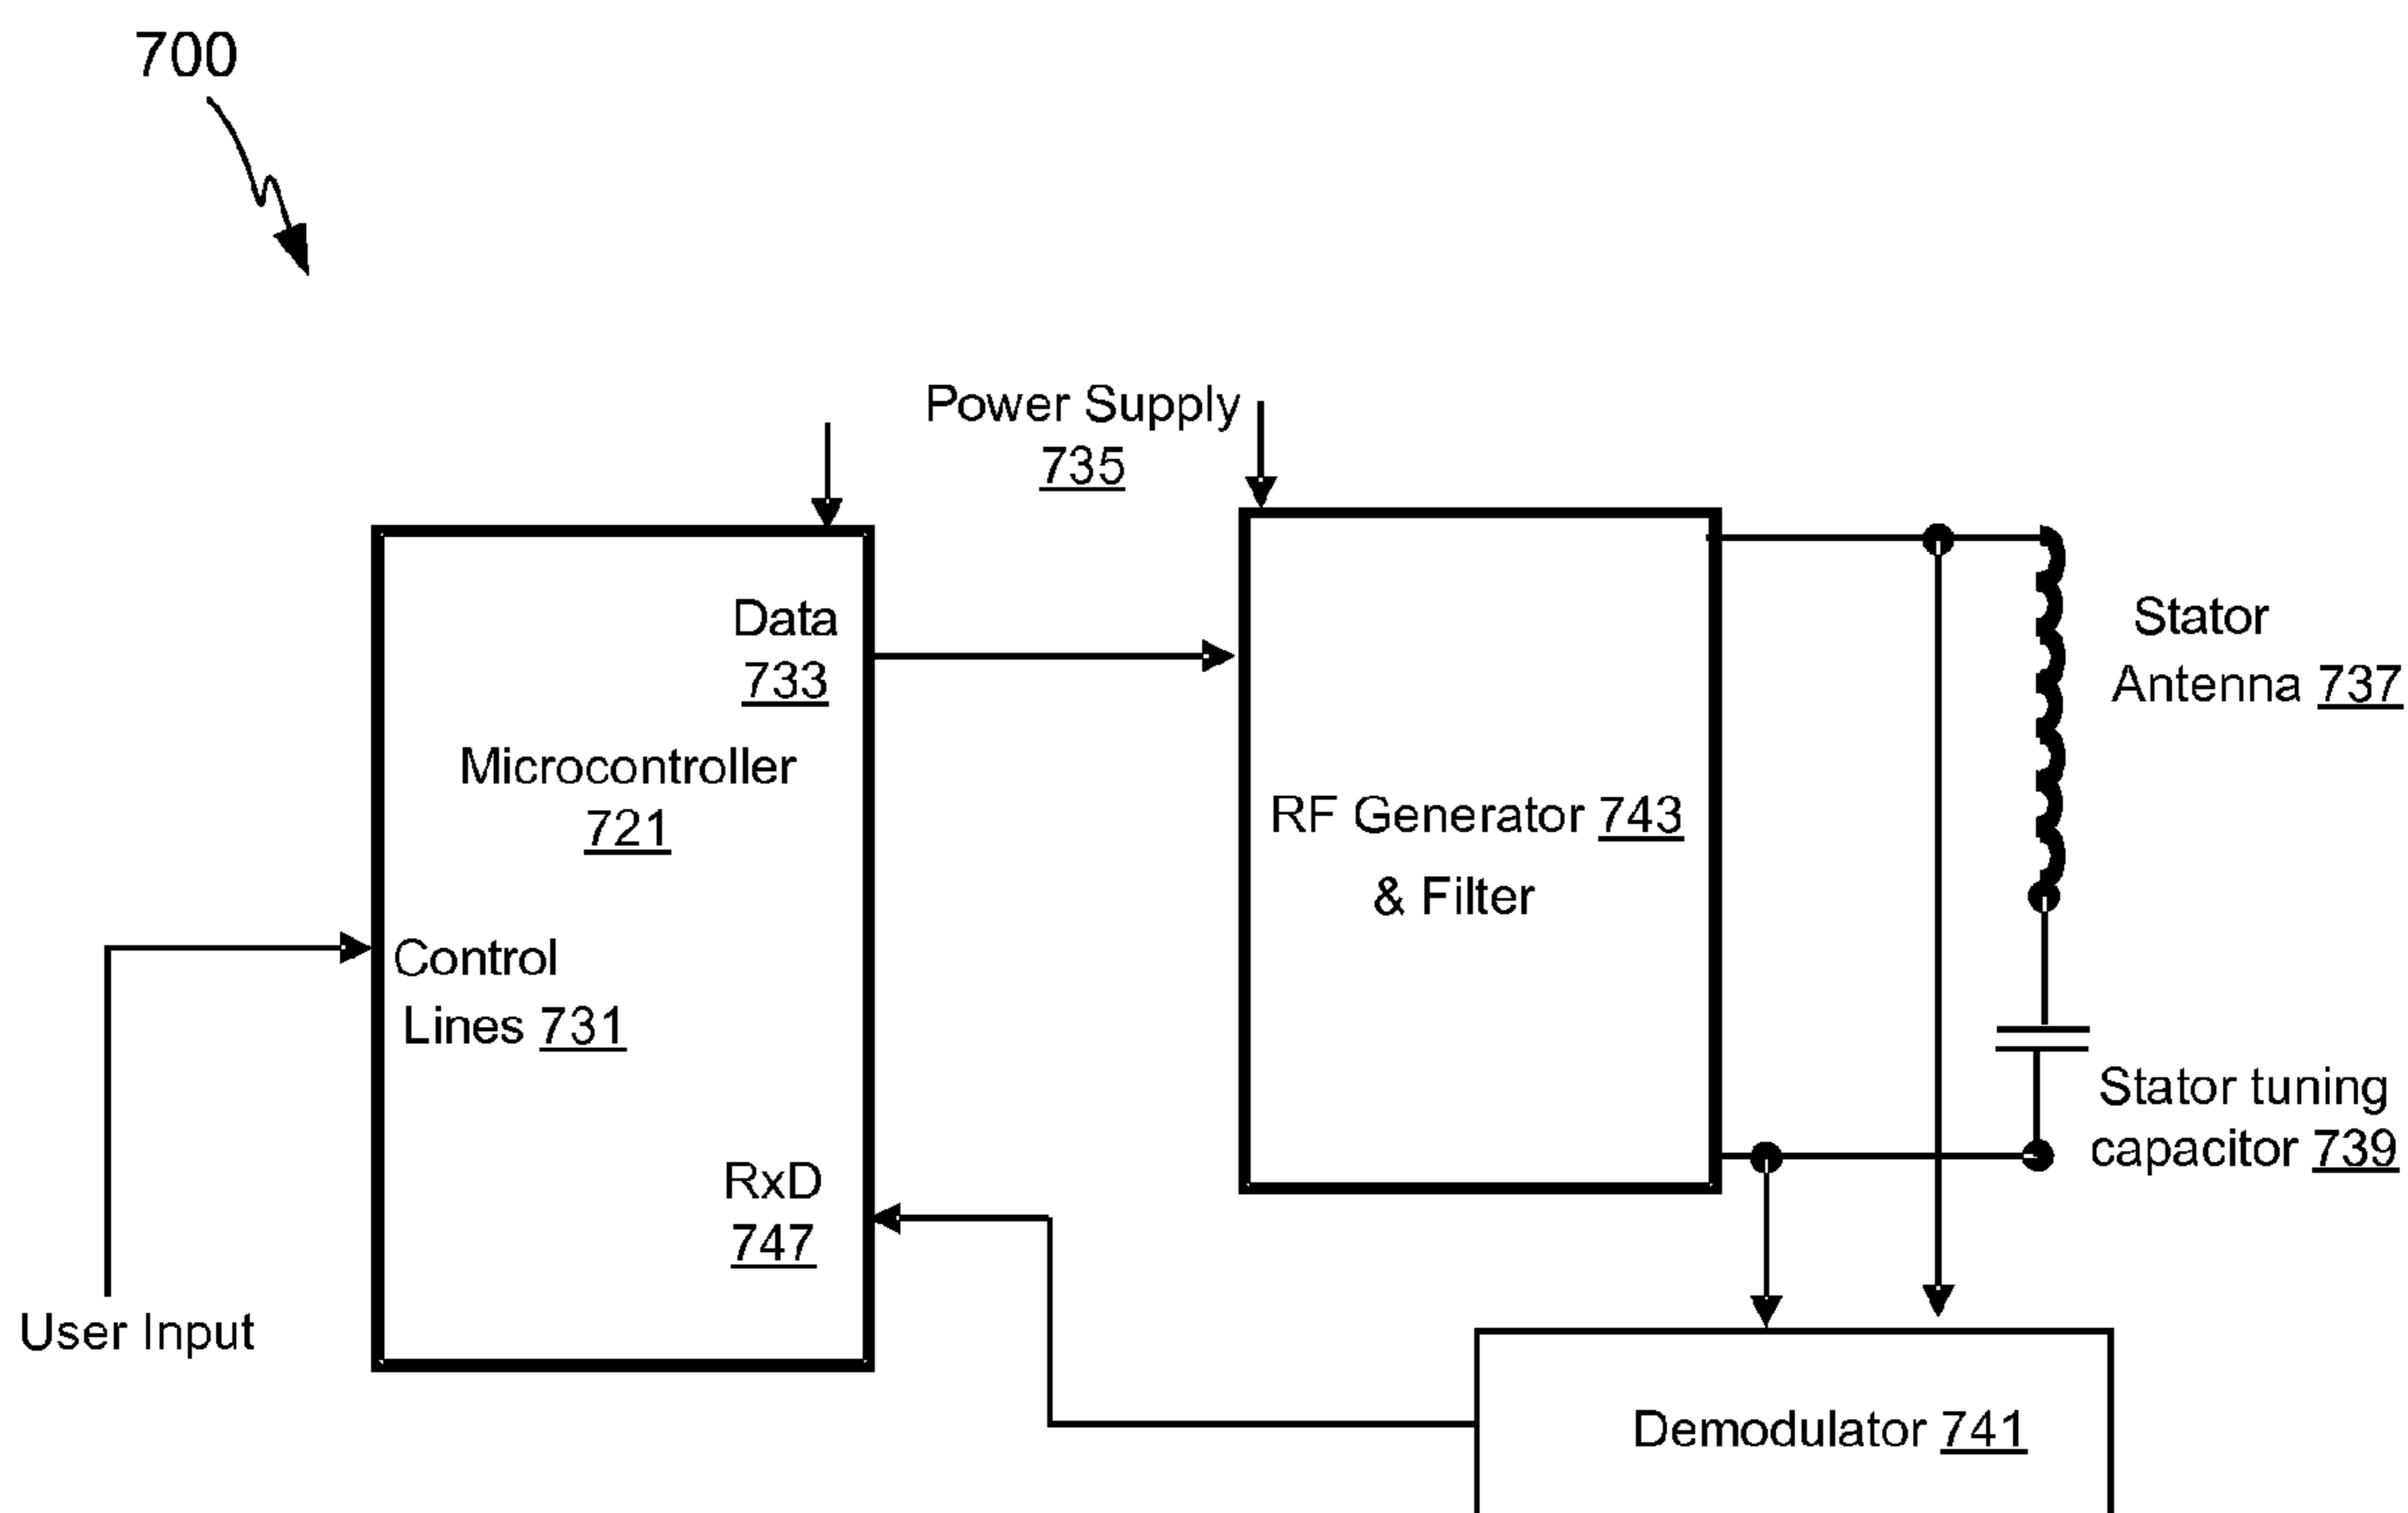 700
Power Supply
735
Data
733
Stator
Antenna 737
Microcontroller
721
RF Generator 743
& Filter
Control
Lines 731
Stator tuning
capacitor 739
RxD
747
User Input
Demodulator 741